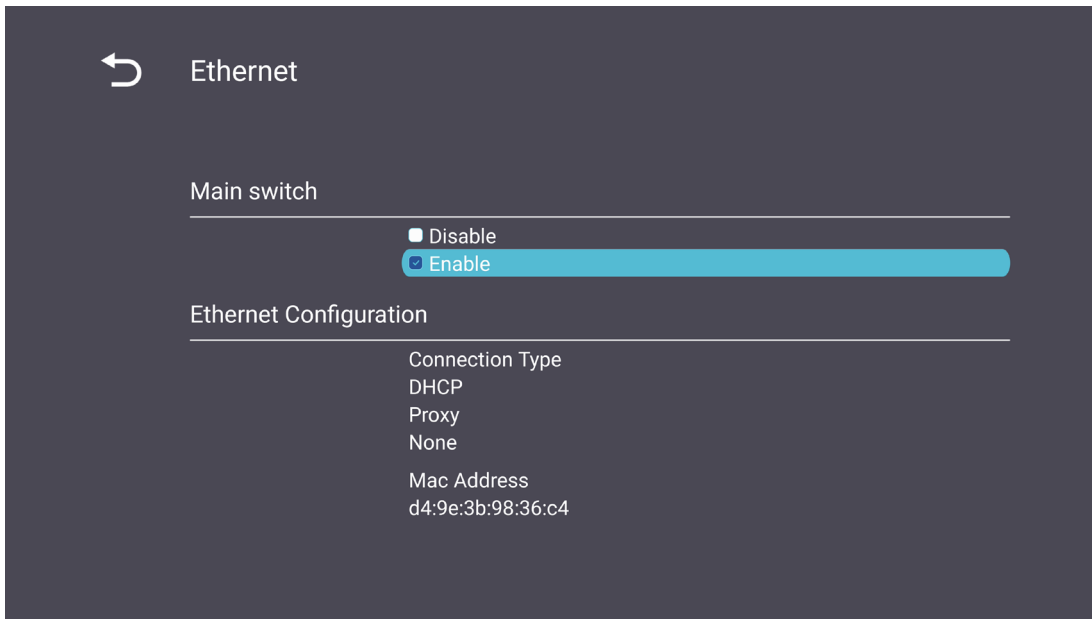 Ethernet
Main switch
Disable
Enable
Ethernet Configuration
Connection Type
DHCP
Proxy
None
Mac Address
d4:9e:3b:98:36:c4